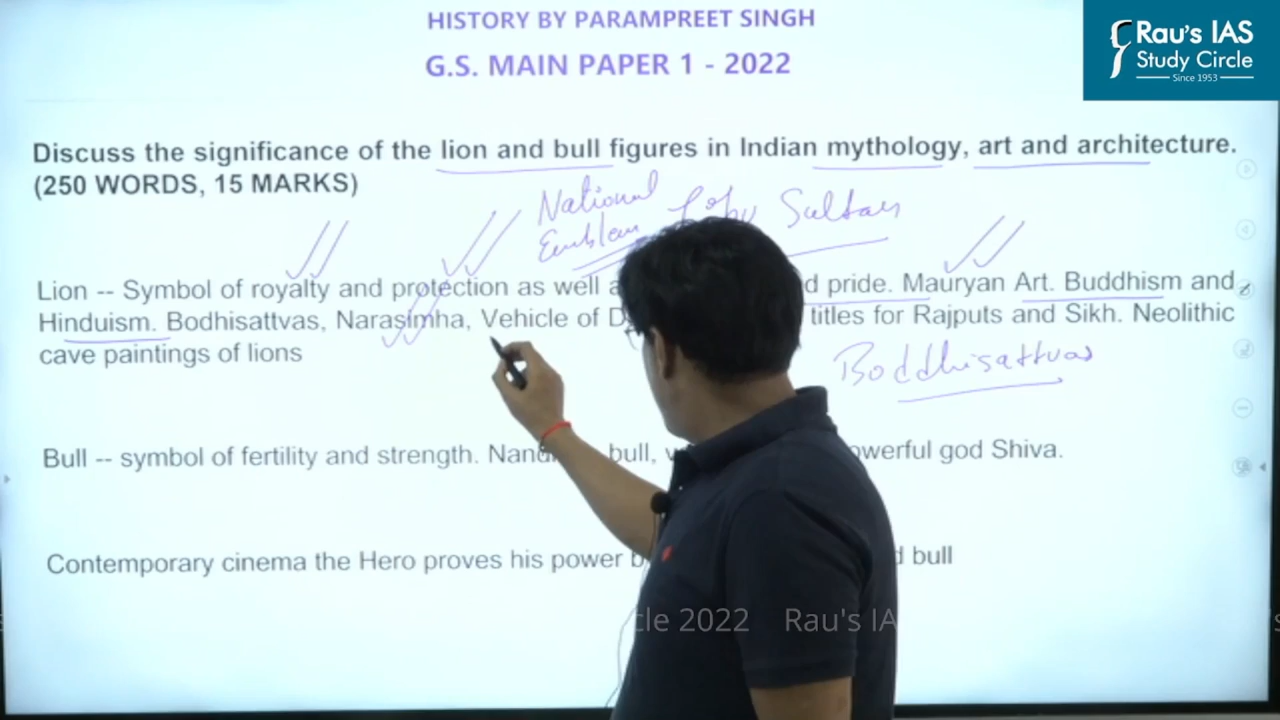 HISTORY BY PARAMPREET SINGH
G.S. MAIN PAPER 1 - 2022
Rau's IAS
Study Circle
Since 1953
Discuss the significance of the lion and bull figures in Indian mythology, art and architecture.
(250 WORDS, 15 MARKS)
National
Emblem
Sultan
Lion -- Symbol of royalty and protection as well pride. Mauryan Art. Buddhism and
Hinduism. Bodhisattvas, Narasimha, Vehicle of titles for Rajputs and Sikh. Neolithic
cave paintings of lions
Boddhisattvas
Bull -- symbol of fertility and strength. bull, god Shiva.
Contemporary cinema the Hero proves his power bull
2022 Rau's